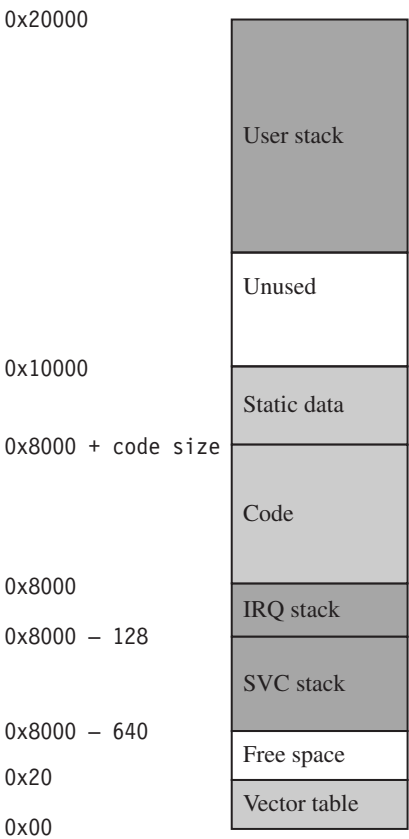 0x20000
User stack
Unused
0x10000
Static data
0x8000 + code size
Code
0x8000
IRQ stack
0x8000 – 128
SVC stack
0x8000 – 640
Free space
0x20
Vector table
0x00